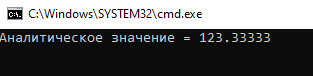 C:\Windows\SYSTEM32\cmd.exe
Аналитическое значение = 123.33333